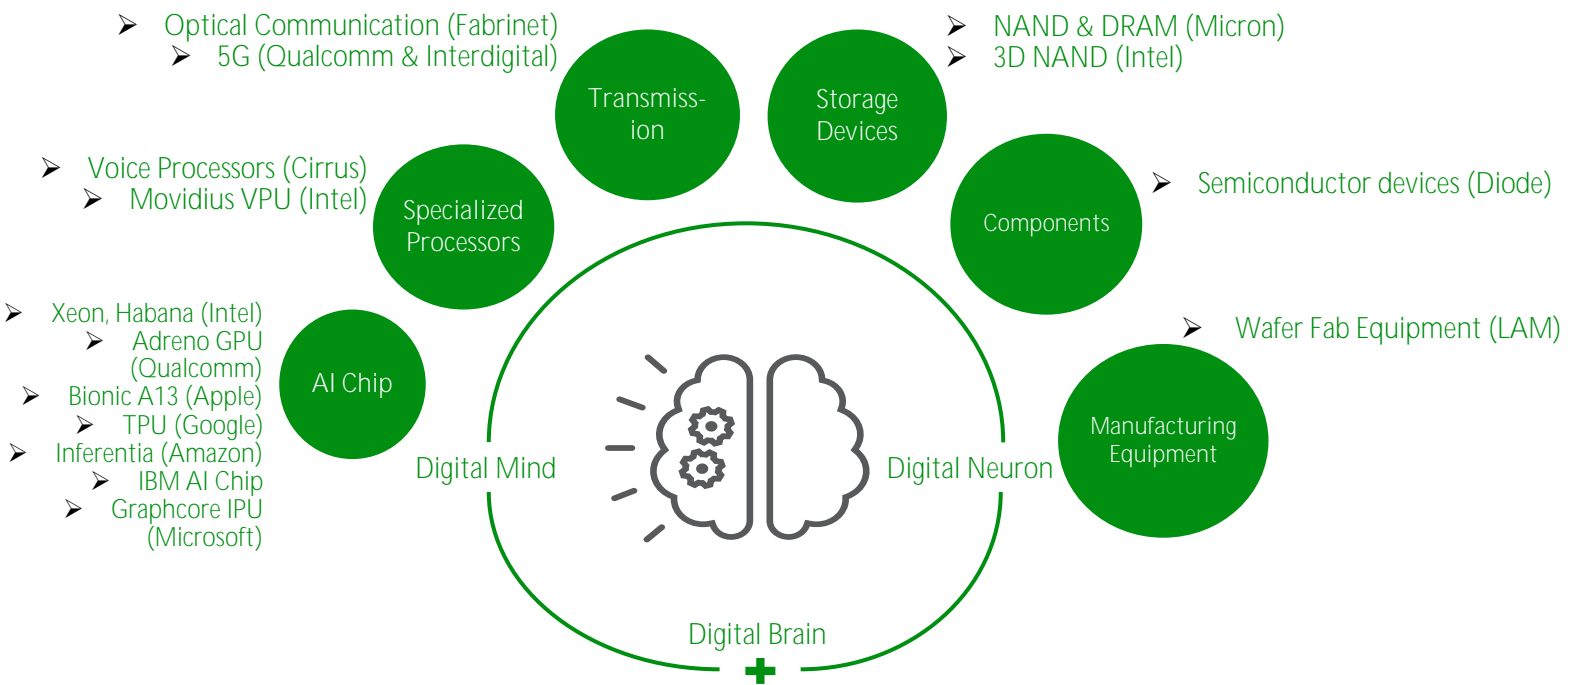 Optical Communication (Fabrinet)
5G (Qualcomm & Interdigital)
NAND & DRAM (Micron)
3D NAND (Intel)
Transmiss-
ion
Storage
Devices
Voice Processors (Cirrus)
Movidius VPU (Intel)
Specialized
Processors
Components
Semiconductor devices (Diode)
Xeon, Habana (Intel)
Adreno GPU
(Qualcomm)
Bionic A13 (Apple)
TPU (Google)
Inferentia (Amazon)
IBM AI Chip
Graphcore IPU
(Microsoft)
AI Chip
Wafer Fab Equipment (LAM)
Manufacturing
Equipment
Digital Mind
Digital Neuron
Digital Brain